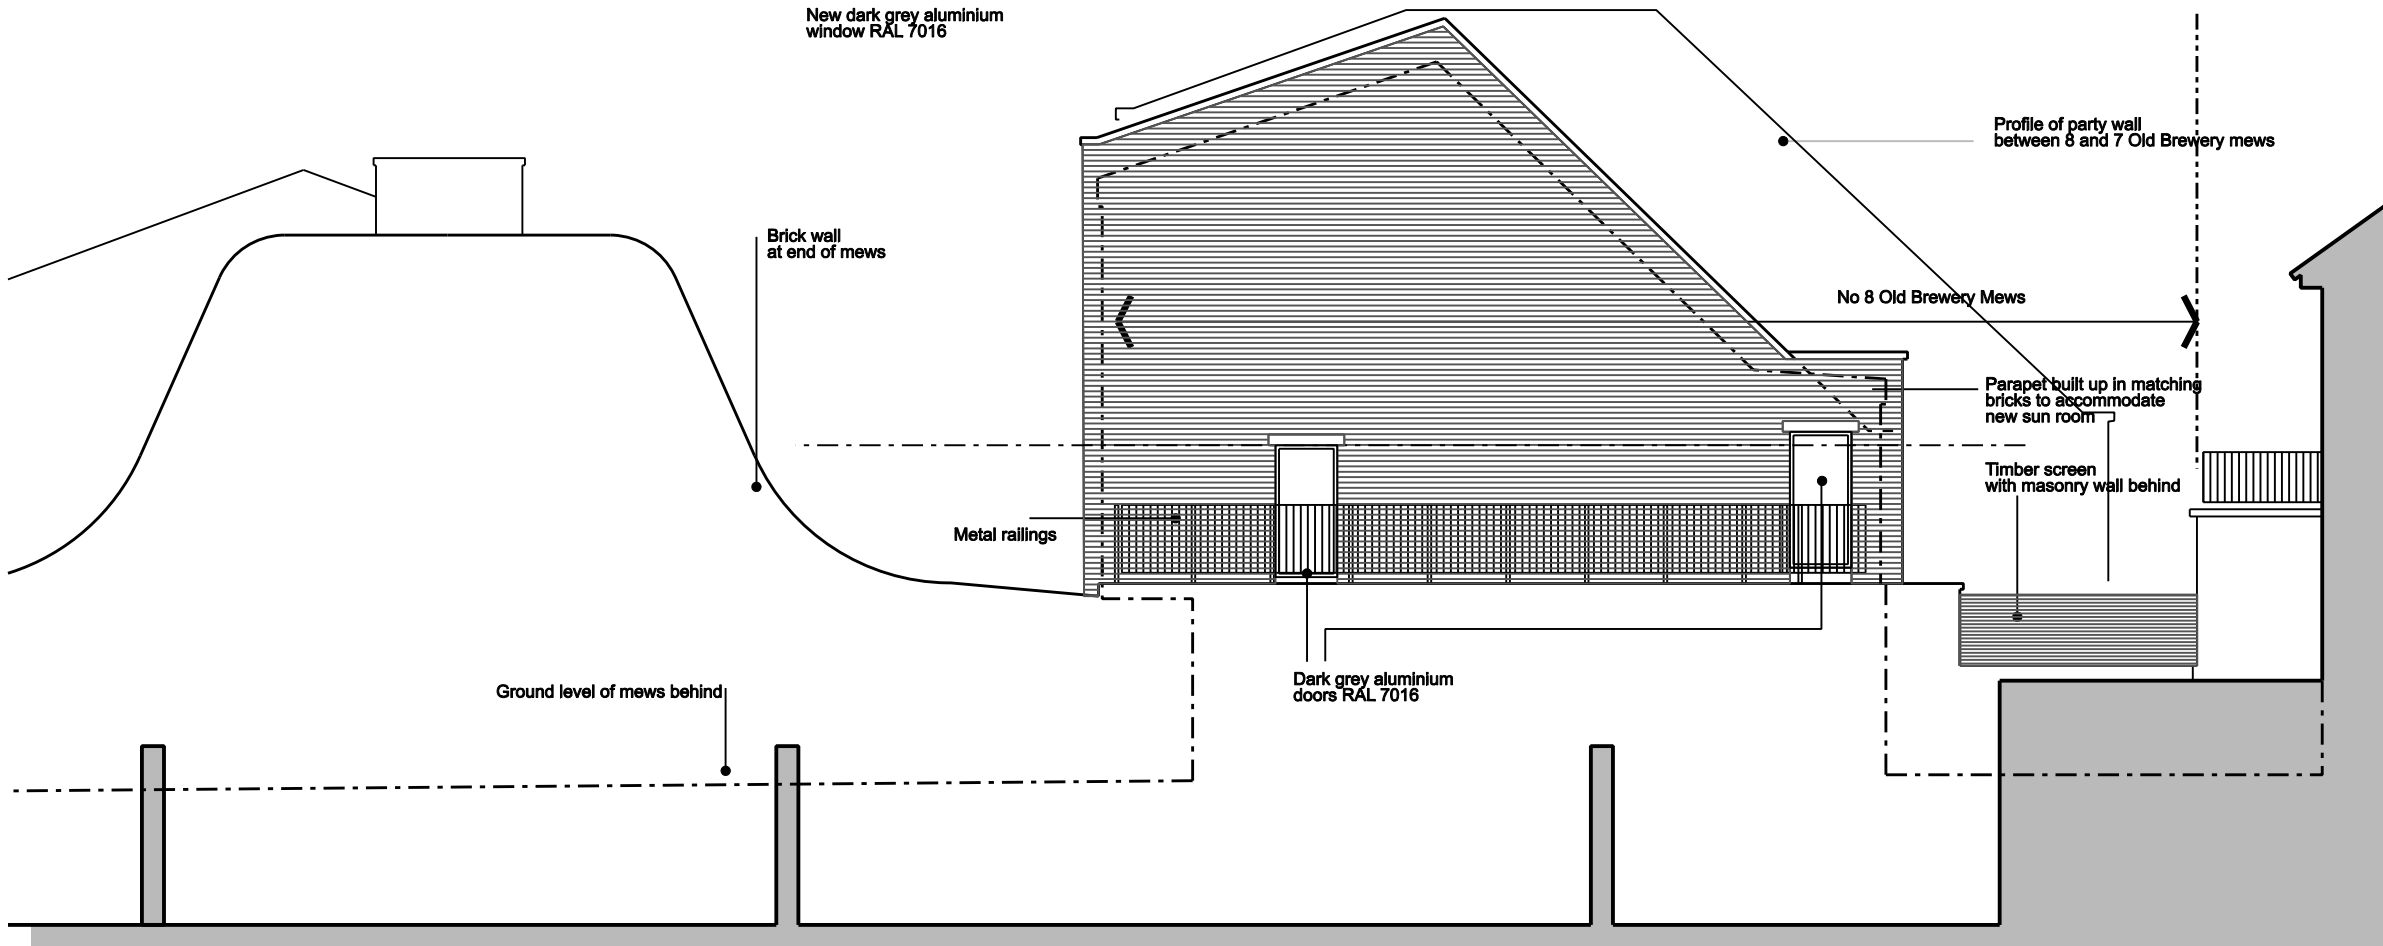 New dark grey aluminium
window RAL 7016
Profile of party wall
between 8 and 7 Old Brewery mews
Brick wall
at end of mews
No 8 Old Brewery Mews
Parapet built up in matching
bricks to accommodate
new sun room
Timber screen
with masonry wall behind
Metal railings
Dark grey aluminium
doors RAL 7016
Ground level of mews behind